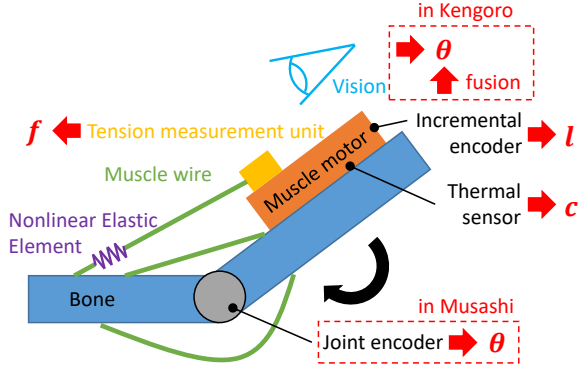 in Kengoro
θ
fusion
Vision
f
Tension measurement unit
Incremental
encoder
l
Muscle motor
Muscle wire
Thermal
sensor
c
Nonlinear Elastic
Element
Bone
in Musashi
Joint encoder
θ